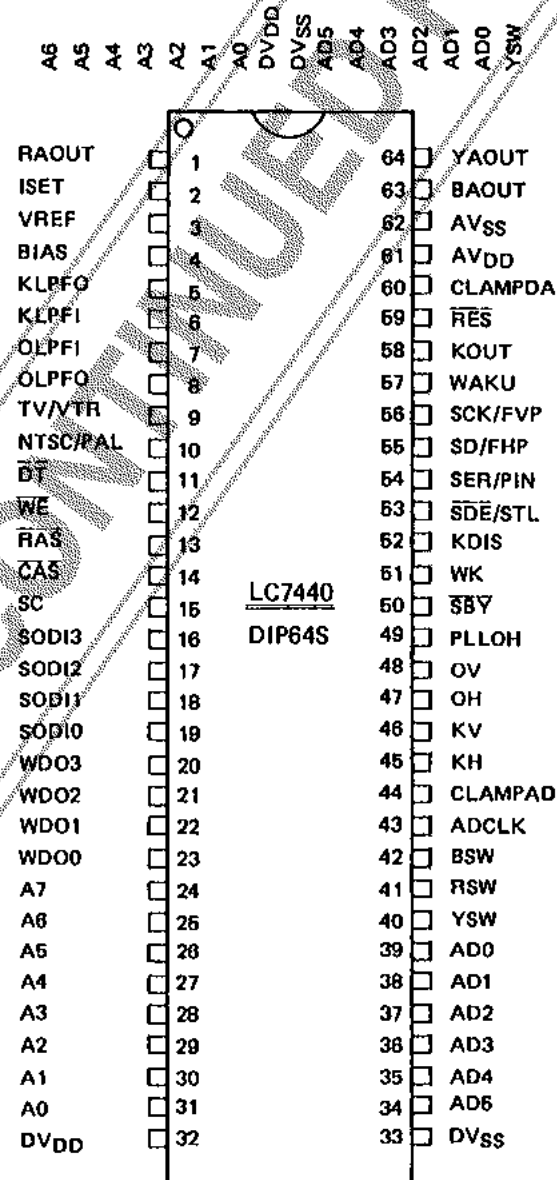 A6 A5 A4 A3 A2 A1 A0 DVDD DVSS AD5 AD4 AD3 AD2 AD1 AD0 YSW
CONTINUED
RAOUT 1 64 YAOUT
ISET 2 63 BAOUT
VREF 3 62 AVSS
BIAS 4 61 AVDD
KLPFO 5 60 CLAMPDA
KLPFI 6 59 R̅E̅S̅
OLPFI 7 58 KOUT
OLPFO 8 57 WAKU
TV/VTR 9 56 SCK/FVP
NTSC/PAL 10 55 SD/FHP
D̅T̅ 11 54 SER/PIN
W̅E̅ 12 53 S̅D̅E̅/STL
R̅A̅S̅ 13 52 KDIS
C̅A̅S̅ 14 51 WK
SC 15 LC7440 50 S̅B̅Y̅
SODI3 16 DIP64S 49 PLLOH
SODI2 17 48 OV
SODI1 18 47 OH
SODI0 19 46 KV
WDO3 20 45 KH
WDO2 21 44 CLAMPAD
WDO1 22 43 ADCLK
WDO0 23 42 BSW
A7 24 41 RSW
A6 25 40 YSW
A5 26 39 AD0
A4 27 38 AD1
A3 28 37 AD2
A2 29 36 AD3
A1 30 35 AD4
A0 31 34 AD5
DVDD 32 33 DVSS